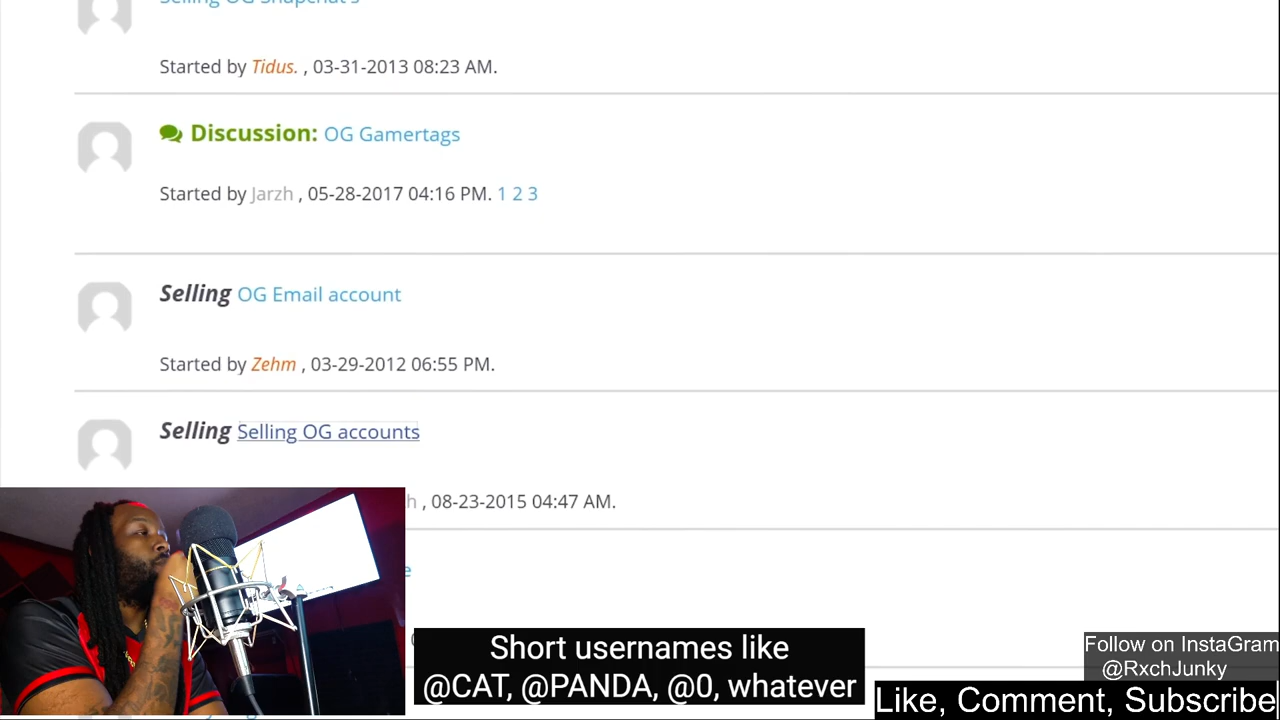 Selling OG Snapchat's
Started by Tidus. , 03-31-2013 08:23 AM.
Discussion: OG Gamertags
Started by Jarzh , 05-28-2017 04:16 PM. 1 2 3
Selling OG Email account
Started by Zehm , 03-29-2012 06:55 PM.
Selling Selling OG accounts
h , 08-23-2015 04:47 AM.
e
Short usernames like
@CAT, @PANDA, @0, whatever
Follow on InstaGram
@RxchJunky
Like, Comment, Subscribe